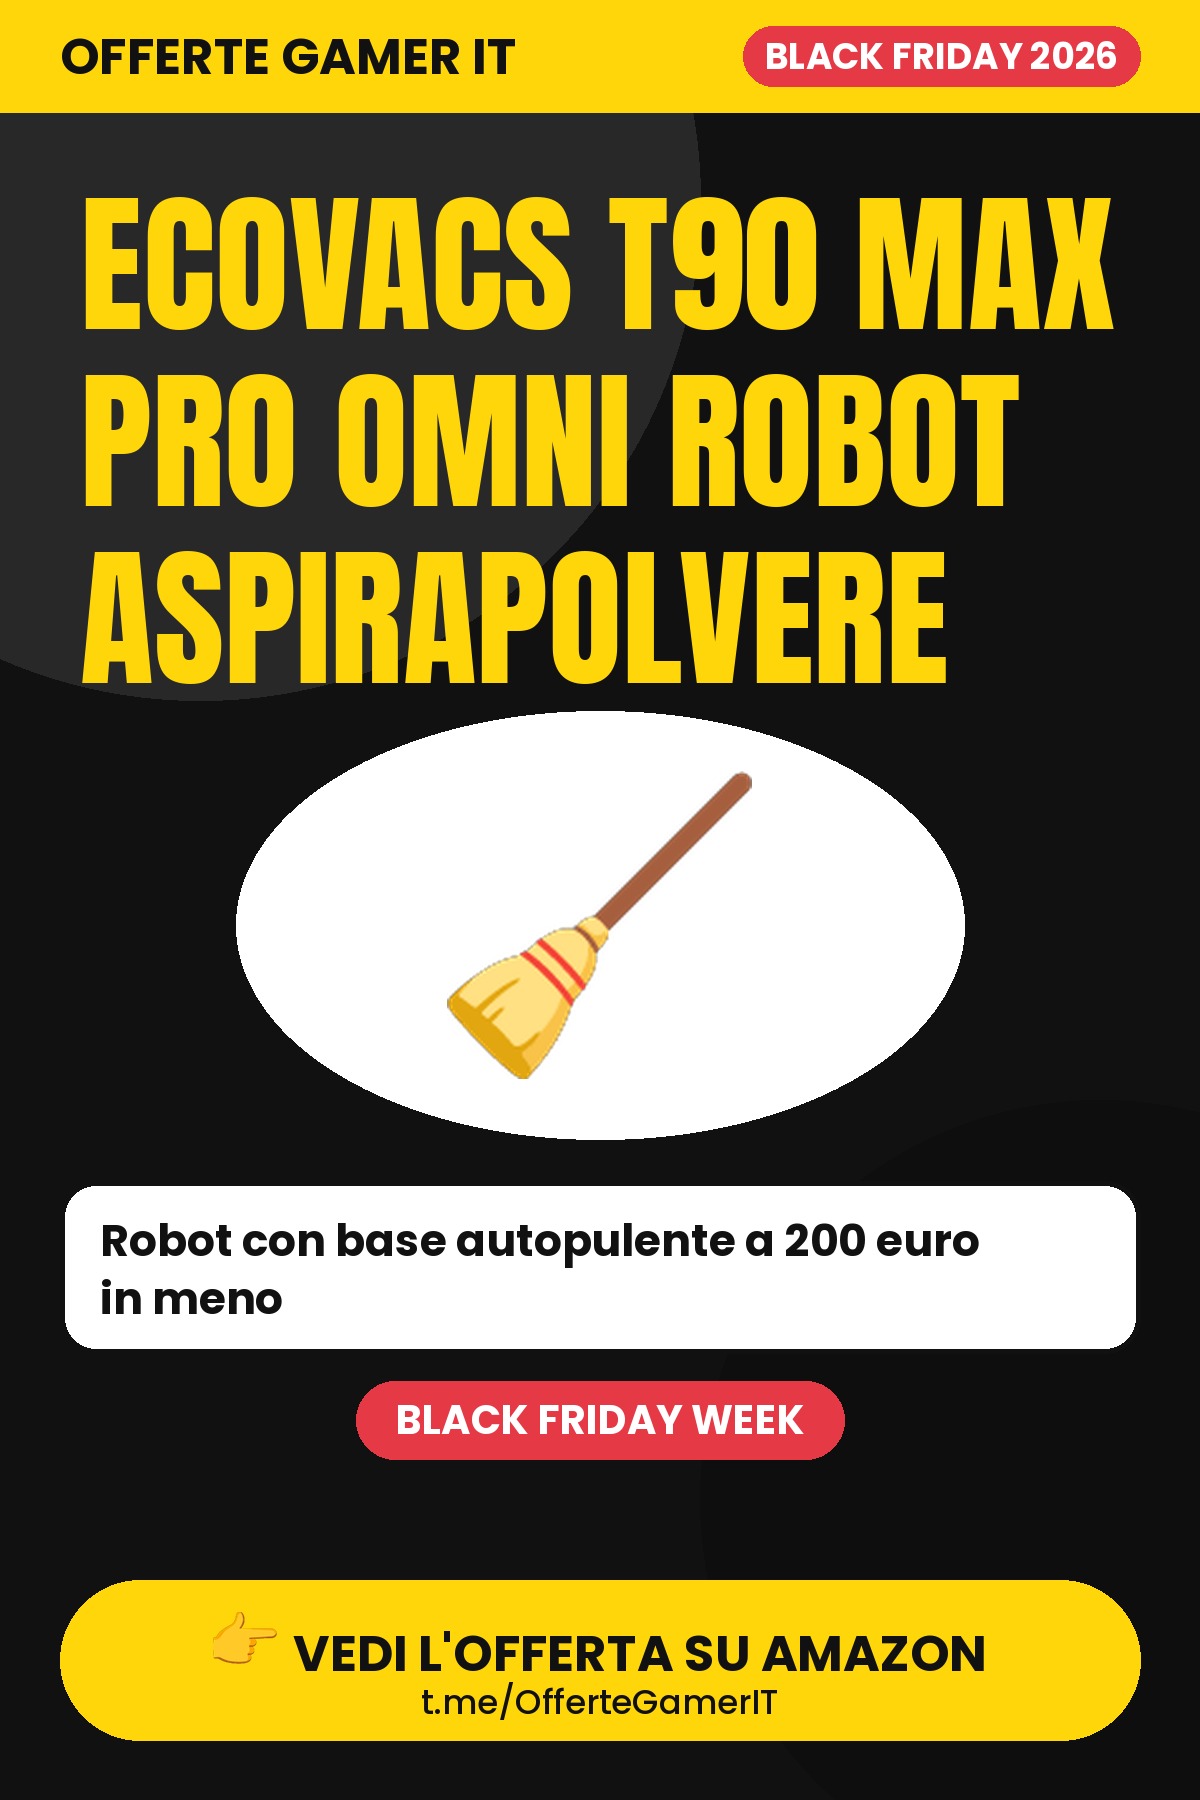 OFFERTE GAMER IT
BLACK FRIDAY 2026
ECOVACS T90 MAX
PRO OMNI ROBOT
ASPIRAPOLVERE
Robot con base autopulente a 200 euro
in meno
BLACK FRIDAY WEEK
👉 VEDI L'OFFERTA SU AMAZON
t.me/OfferteGamerIT